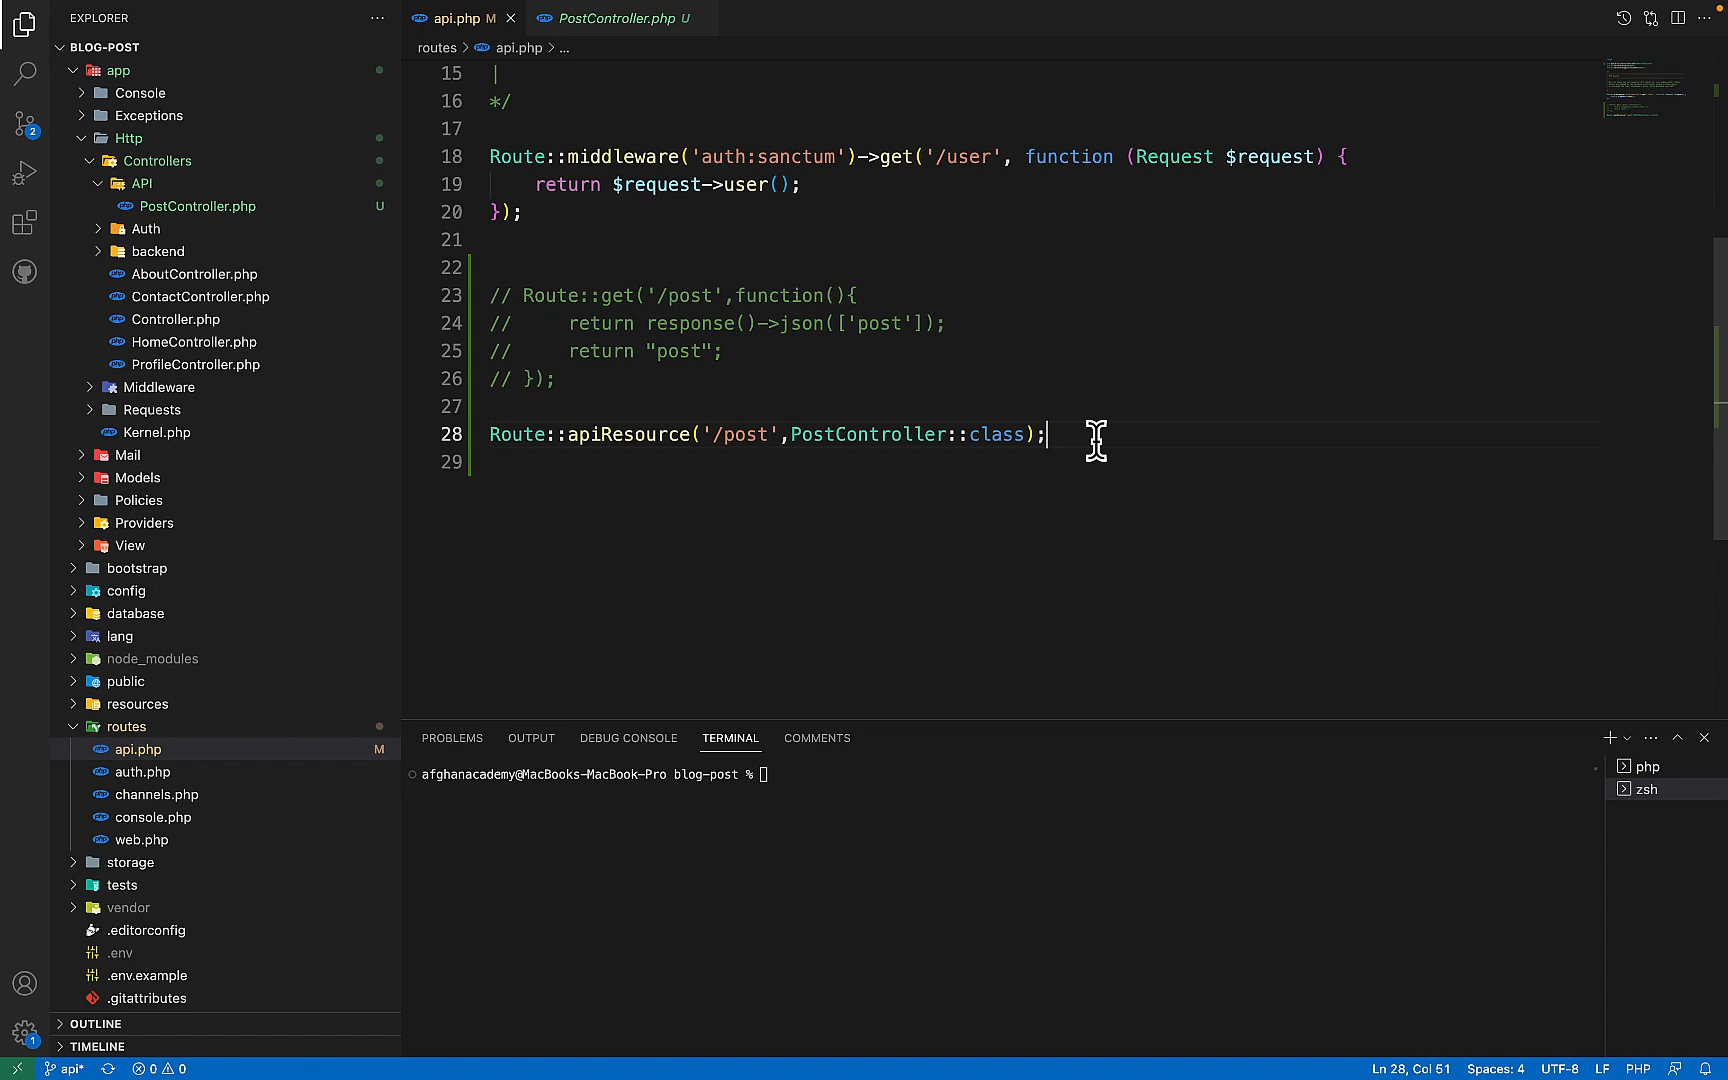 EXPLORER
BLOG-POST
app
Console
Exceptions
Http
Controllers
API
PostController.php U
Auth
backend
AboutController.php
ContactController.php
Controller.php
HomeController.php
ProfileController.php
Middleware
Requests
Kernel.php
Mail
Models
Policies
Providers
View
bootstrap
config
database
lang
node_modules
public
resources
routes
api.php M
auth.php
channels.php
console.php
web.php
storage
tests
vendor
.editorconfig
.env
.env.example
.gitattributes
OUTLINE
TIMELINE
2
1
api.php M
PostController.php U
routes > api.php > ...
15 |
16 */
17
18 Route::middleware('auth:sanctum')->get('/user', function (Request $request) {
19 return $request->user();
20 });
21
22
23 // Route::get('/post',function(){
24 // return response()->json(['post']);
25 // return "post";
26 // });
27
28 Route::apiResource('/post',PostController::class);
29
PROBLEMS OUTPUT DEBUG CONSOLE TERMINAL COMMENTS
afghanacademy@MacBooks-MacBook-Pro blog-post %
php
zsh
api* 0 0 Ln 28, Col 51 Spaces: 4 UTF-8 LF PHP